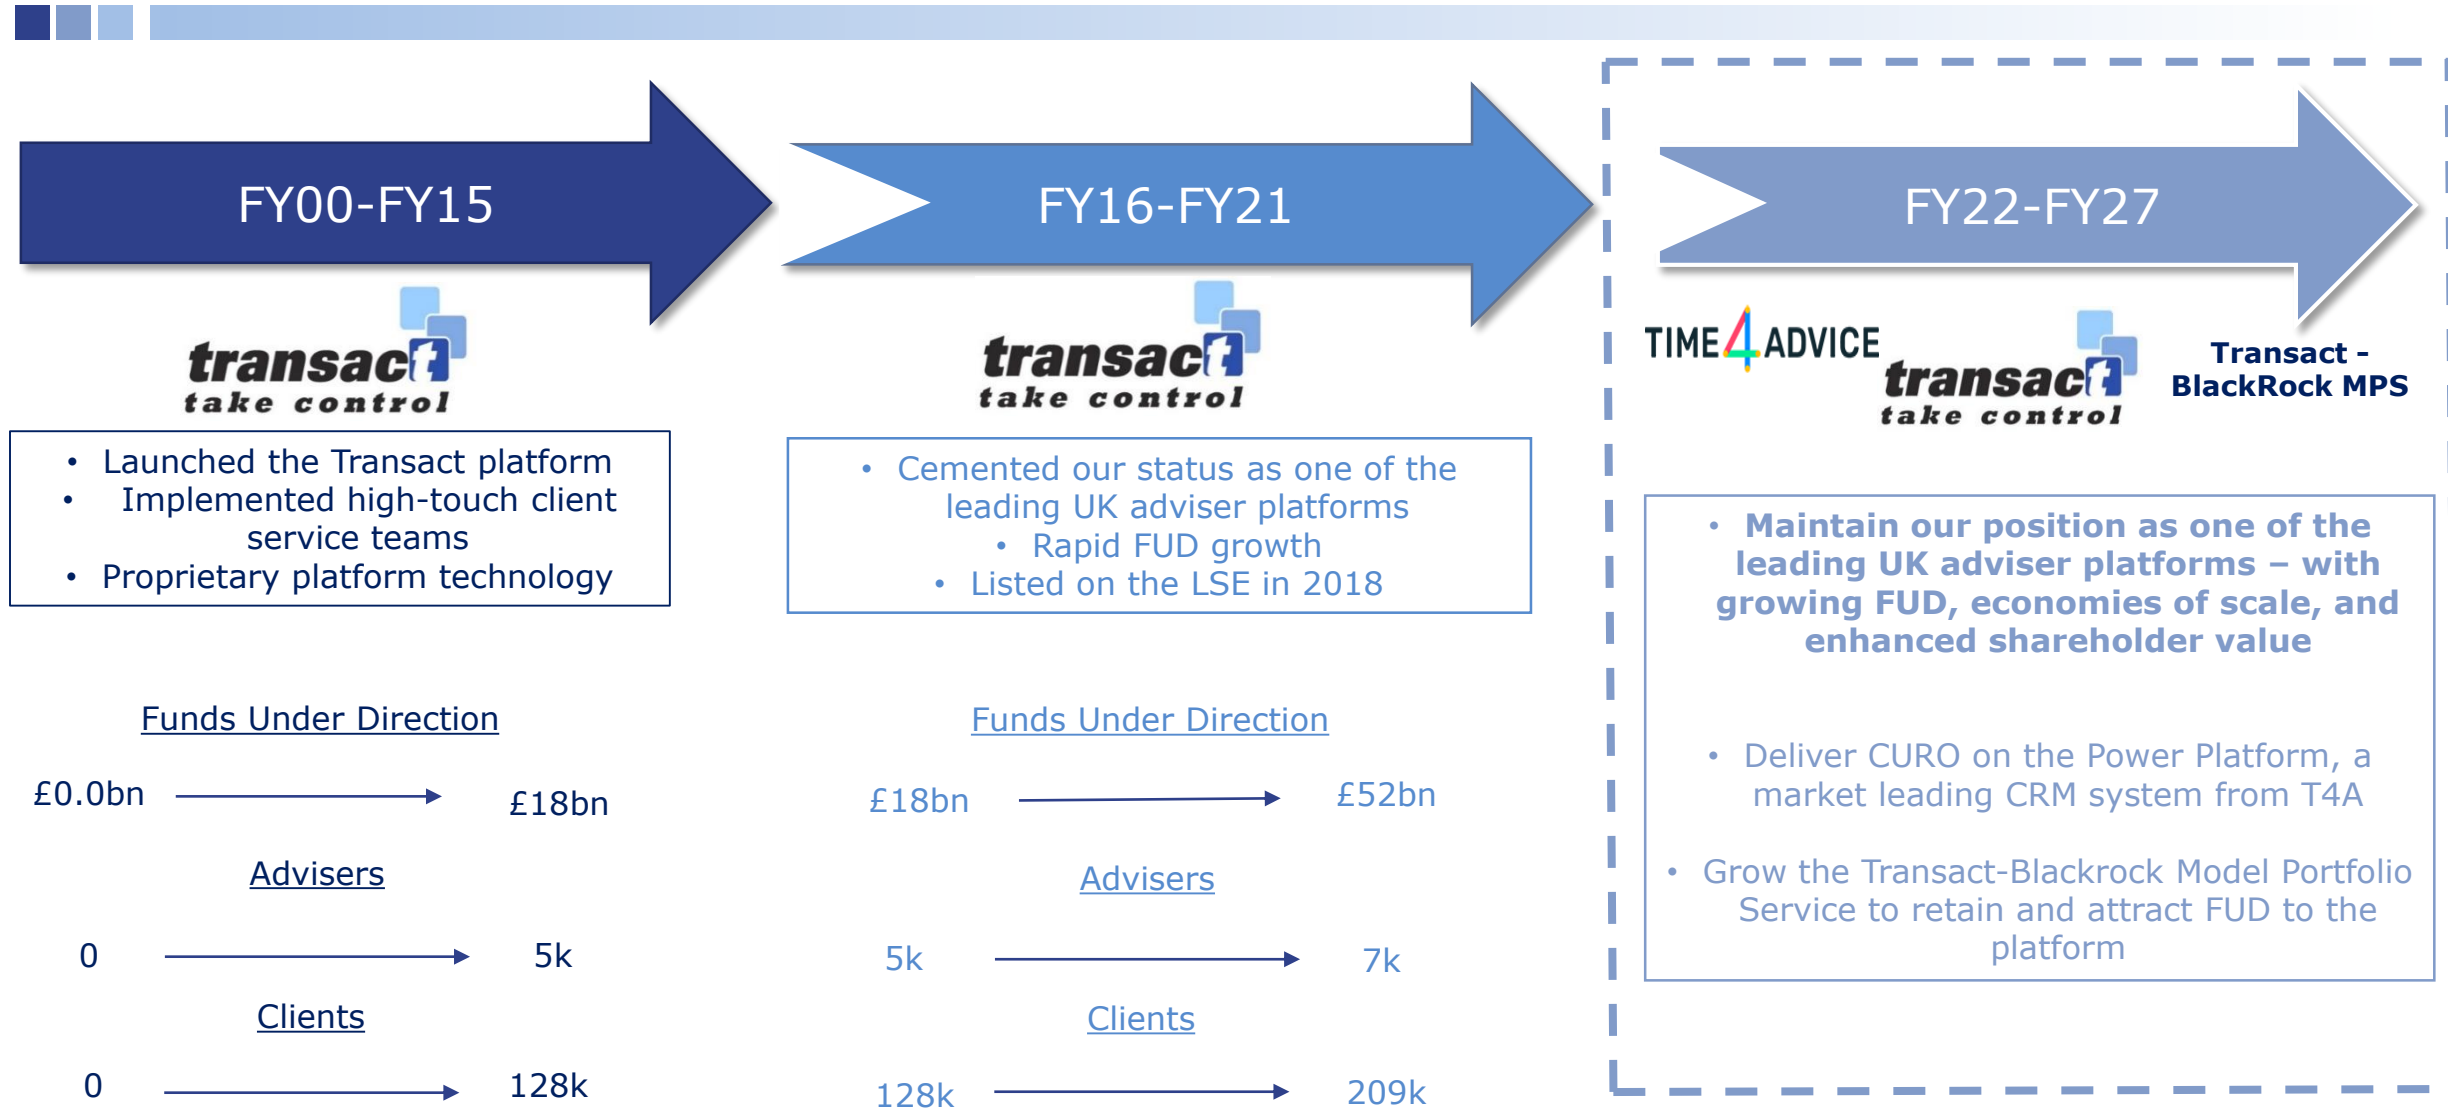 FY00-FY15
transact
take control
• Launched the Transact platform
• Implemented high-touch client
service teams
• Proprietary platform technology
Funds Under Direction
£0.0bn
£18bn
Advisers
0
5k
Clients
0
128k
FY16-FY21
transact
take control
• Cemented our status as one of the
leading UK adviser platforms
• Rapid FUD growth
• Listed on the LSE in 2018
Funds Under Direction
£18bn
£52bn
Advisers
5k
7k
Clients
128k
209k
FY22-FY27
TIME4ADVICE
transact
take control
Transact -
BlackRock MPS
• Maintain our position as one of the
leading UK adviser platforms – with
growing FUD, economies of scale, and
enhanced shareholder value
• Deliver CURO on the Power Platform, a
market leading CRM system from T4A
• Grow the Transact-Blackrock Model Portfolio
Service to retain and attract FUD to the
platform